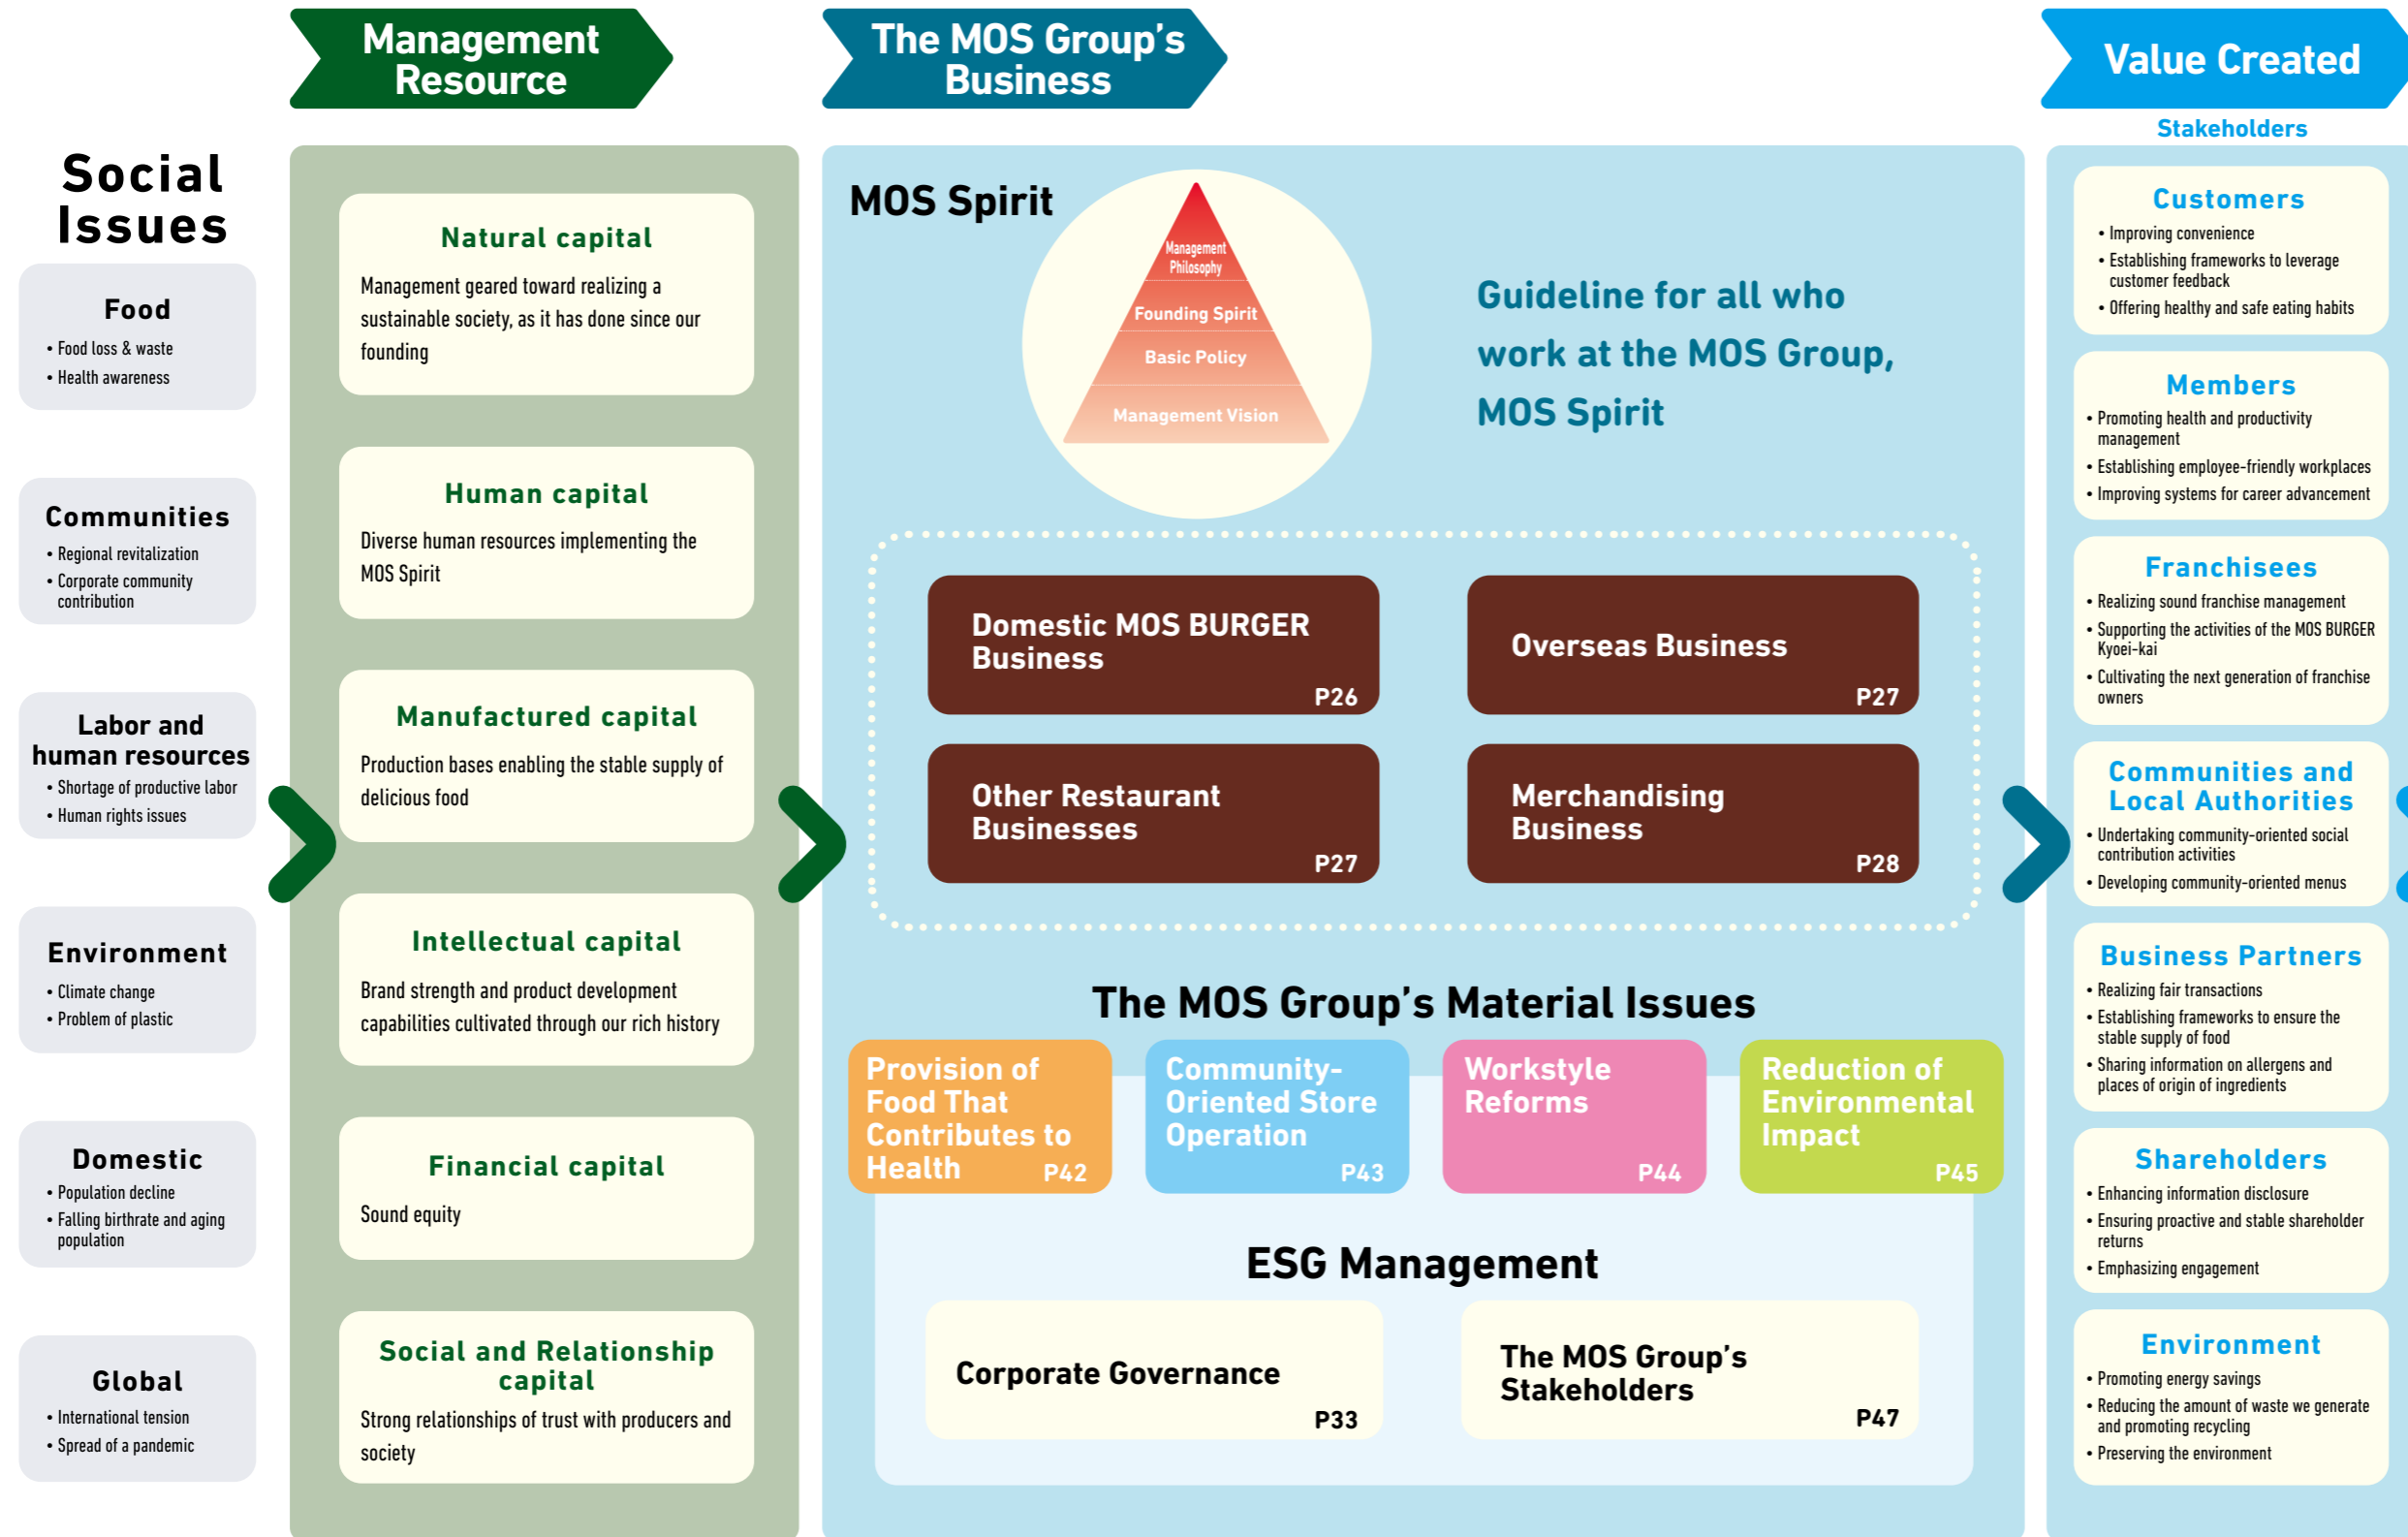 Management
Resource
The MOS Group’s
Business
Value Created
Stakeholders
Social
Issues
Food
• Food loss & waste
• Health awareness
Communities
• Regional revitalization
• Corporate community
contribution
Labor and
human resources
• Shortage of productive labor
• Human rights issues
Environment
• Climate change
• Problem of plastic
Domestic
• Population decline
• Falling birthrate and aging
population
Global
• International tension
• Spread of a pandemic
Natural capital
Management geared toward realizing a
sustainable society, as it has done since our
founding
Human capital
Diverse human resources implementing the
MOS Spirit
Manufactured capital
Production bases enabling the stable supply of
delicious food
Intellectual capital
Brand strength and product development
capabilities cultivated through our rich history
Financial capital
Sound equity
Social and Relationship
capital
Strong relationships of trust with producers and
society
MOS Spirit
Management
Philosophy
Founding Spirit
Basic Policy
Management Vision
Guideline for all who
work at the MOS Group,
MOS Spirit
Domestic MOS BURGER
Business
P26
Overseas Business
P27
Other Restaurant
Businesses
P27
Merchandising
Business
P28
The MOS Group’s Material Issues
Provision of
Food That
Contributes to
Health P42
Community-
Oriented Store
Operation
P43
Workstyle
Reforms
P44
Reduction of
Environmental
Impact
P45
ESG Management
Corporate Governance
P33
The MOS Group’s
Stakeholders
P47
Customers
• Improving convenience
• Establishing frameworks to leverage
customer feedback
• Offering healthy and safe eating habits
Members
• Promoting health and productivity
management
• Establishing employee-friendly workplaces
• Improving systems for career advancement
Franchisees
• Realizing sound franchise management
• Supporting the activities of the MOS BURGER
Kyoei-kai
• Cultivating the next generation of franchise
owners
Communities and
Local Authorities
• Undertaking community-oriented social
contribution activities
• Developing community-oriented menus
Business Partners
• Realizing fair transactions
• Establishing frameworks to ensure the
stable supply of food
• Sharing information on allergens and
places of origin of ingredients
Shareholders
• Enhancing information disclosure
• Ensuring proactive and stable shareholder
returns
• Emphasizing engagement
Environment
• Promoting energy savings
• Reducing the amount of waste we generate
and promoting recycling
• Preserving the environment